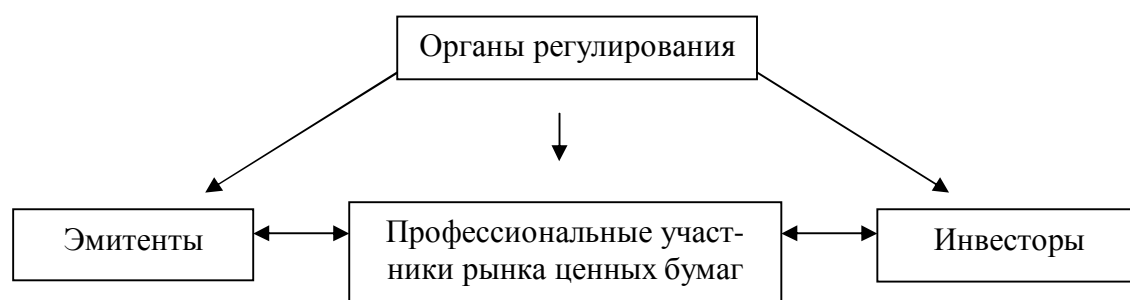 Органы регулирования
Эмитенты
Профессиональные участ-
ники рынка ценных бумаг
Инвесторы